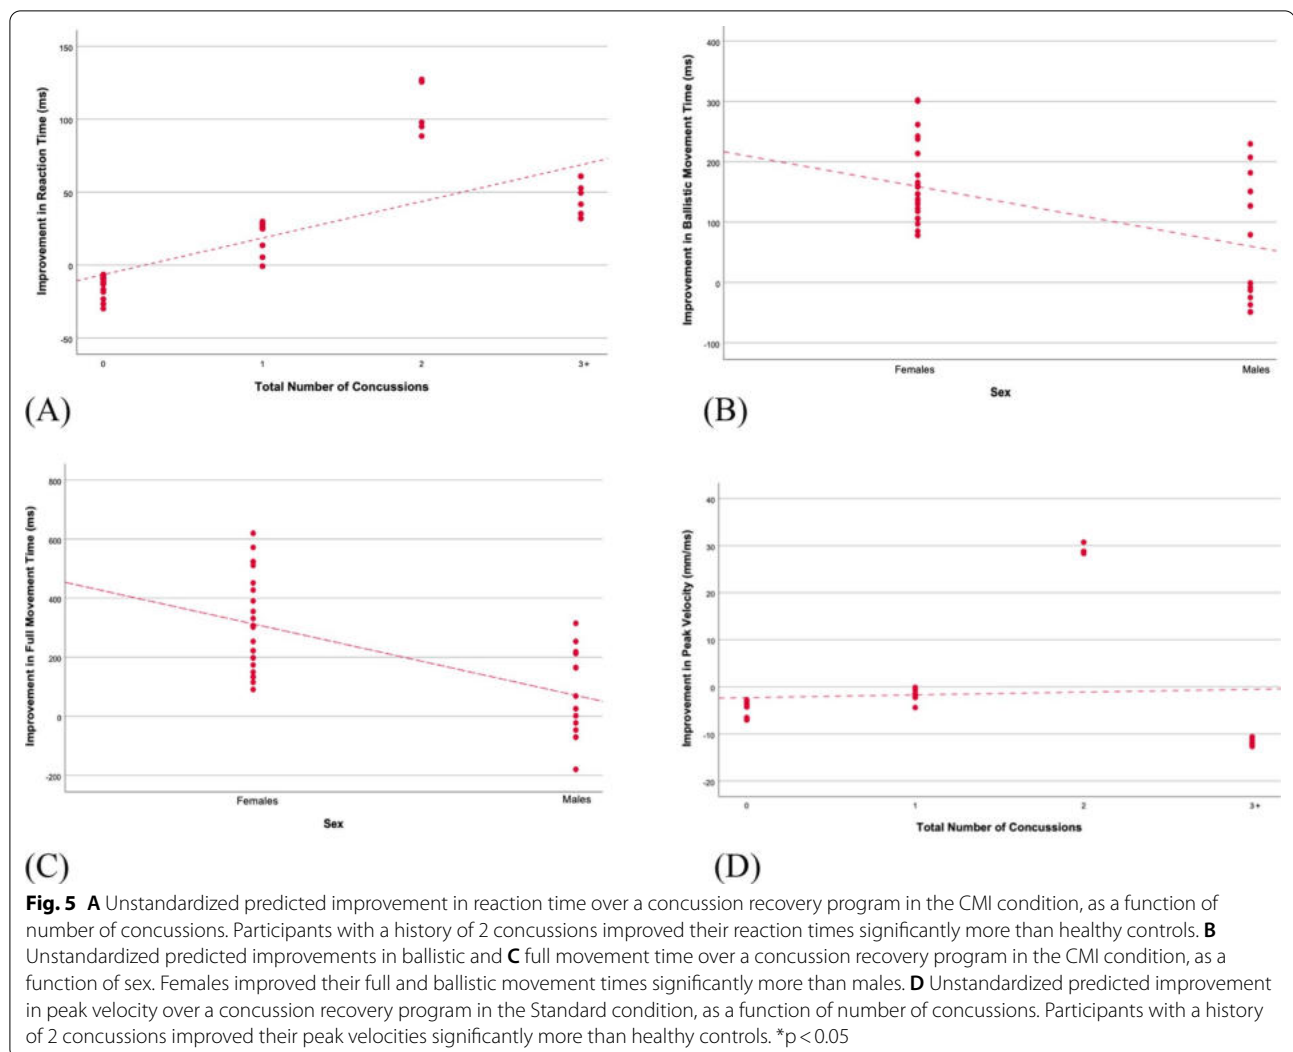 150
100
50
0
-50
Improvement in Reaction Time (ms)
0 1 2 3+
Total Number of Concussions
(A)
400
300
200
100
0
-100
Improvement in Ballistic Movement Time (ms)
Females Males
Sex
(B)
800
600
400
200
0
-200
Improvement in Full Movement Time (ms)
Females Males
Sex
(C)
40
30
20
10
0
-10
-20
Improvement in Peak Velocity (mm/ms)
0 1 2 3+
Total Number of Concussions
(D)
Fig. 5 A Unstandardized predicted improvement in reaction time over a concussion recovery program in the CMI condition, as a function of
number of concussions. Participants with a history of 2 concussions improved their reaction times significantly more than healthy controls. B
Unstandardized predicted improvements in ballistic and C full movement time over a concussion recovery program in the CMI condition, as a
function of sex. Females improved their full and ballistic movement times significantly more than males. D Unstandardized predicted improvement
in peak velocity over a concussion recovery program in the Standard condition, as a function of number of concussions. Participants with a history
of 2 concussions improved their peak velocities significantly more than healthy controls. *p < 0.05